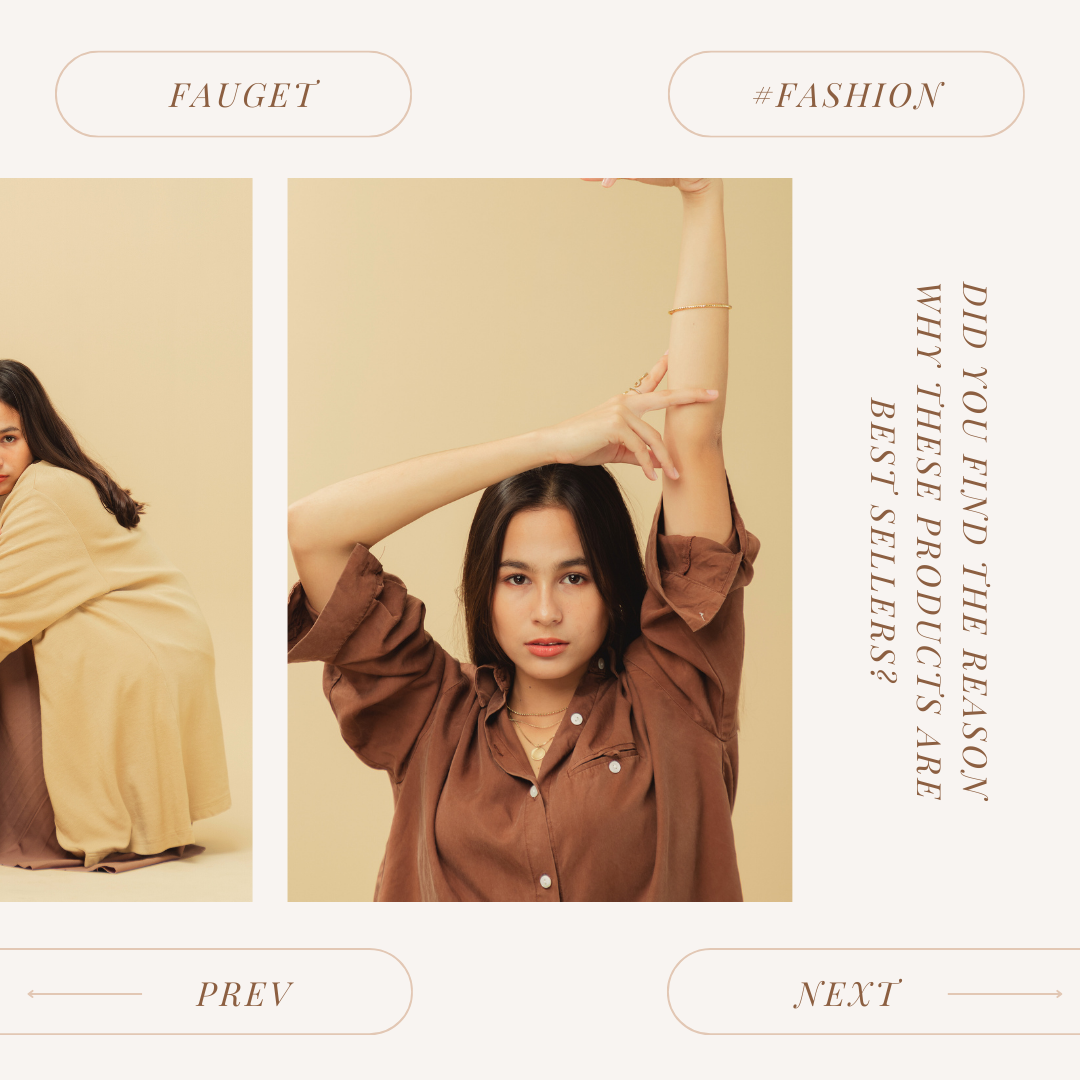 FAUGET
#FASHION
DID YOU FIND THE REASON
WHY THESE PRODUCTS ARE
BEST SELLERS?
PREV
NEXT